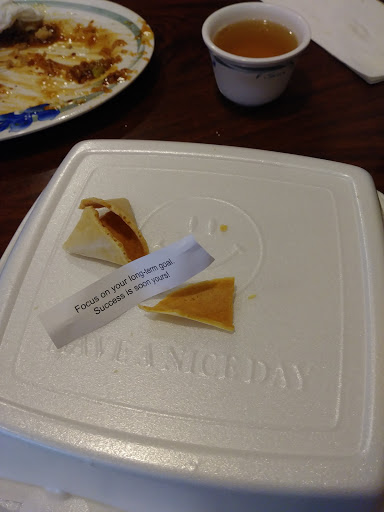 Focus on your long-term goal.
Success is soon yours!
HAVE A NICE DAY